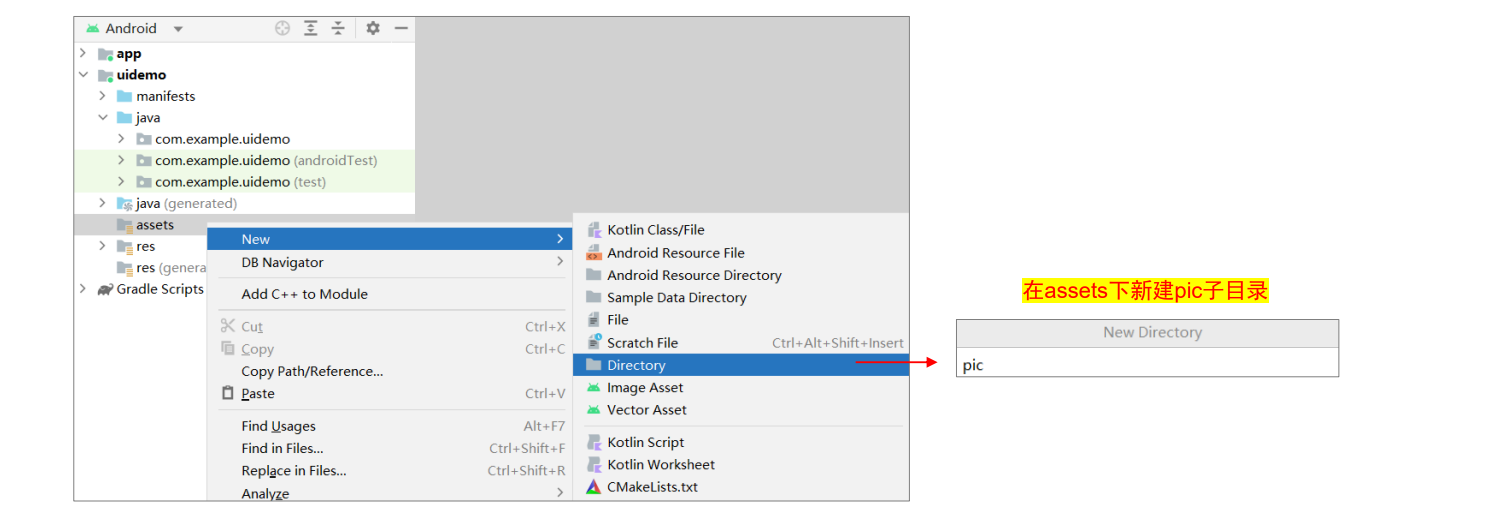 Android
app
uidemo
manifests
java
com.example.uidemo
com.example.uidemo (androidTest)
com.example.uidemo (test)
java (generated)
assets
res
res (genera
Gradle Scripts
New
DB Navigator
Add C++ to Module
Cut Ctrl+X
Copy Ctrl+C
Copy Path/Reference...
Paste Ctrl+V
Find Usages Alt+F7
Find in Files... Ctrl+Shift+F
Replace in Files... Ctrl+Shift+R
Analyze
Kotlin Class/File
Android Resource File
Android Resource Directory
Sample Data Directory
File
Scratch File Ctrl+Alt+Shift+Insert
Directory
Image Asset
Vector Asset
Kotlin Script
Kotlin Worksheet
CMakeLists.txt
在assets下新建pic子目录
New Directory
pic